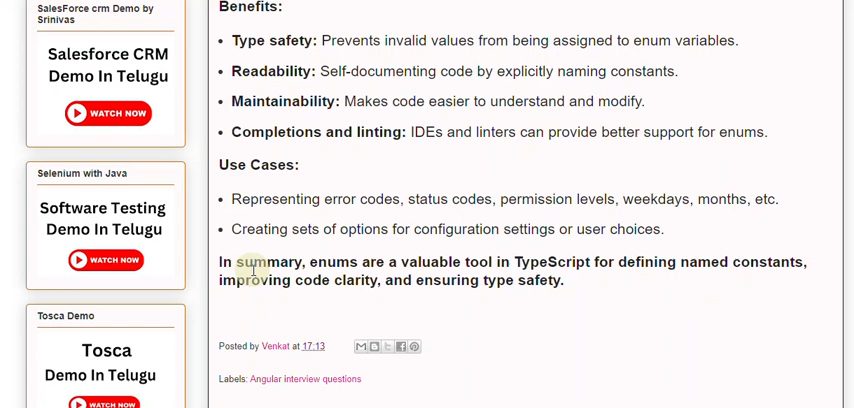 SalesForce crm Demo by
Srinivas
Salesforce CRM
Demo In Telugu
WATCH NOW
Selenium with Java
Software Testing
Demo In Telugu
WATCH NOW
Tosca Demo
Tosca
Demo In Telugu
WATCH NOW
Benefits:
• Type safety: Prevents invalid values from being assigned to enum variables.
• Readability: Self-documenting code by explicitly naming constants.
• Maintainability: Makes code easier to understand and modify.
• Completions and linting: IDEs and linters can provide better support for enums.
Use Cases:
• Representing error codes, status codes, permission levels, weekdays, months, etc.
• Creating sets of options for configuration settings or user choices.
In summary, enums are a valuable tool in TypeScript for defining named constants,
improving code clarity, and ensuring type safety.
Posted by Venkat at 17:13
Labels: Angular interview questions